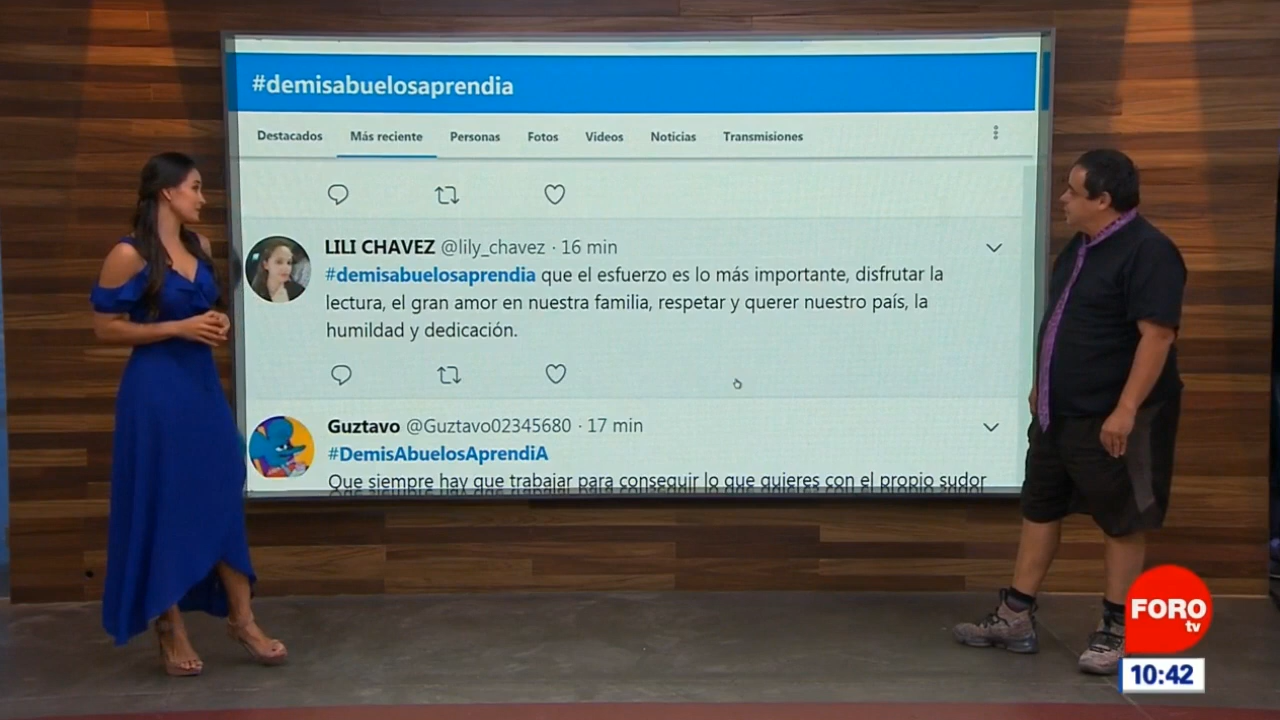 #demisabuelosaprendia
Destacados Más reciente Personas Fotos Videos Noticias Transmisiones
LILI CHAVEZ @lily_chavez · 16 min
#demisabuelosaprendia que el esfuerzo es lo más importante, disfrutar la
lectura, el gran amor en nuestra familia, respetar y querer nuestro país, la
humildad y dedicación.
Guztavo @Guztavo02345680 · 17 min
#DemisAbuelosAprendiA
Que siempre hay que trabajar para conseguir lo que quieres con el propio sudor
FORO
tv
10:42